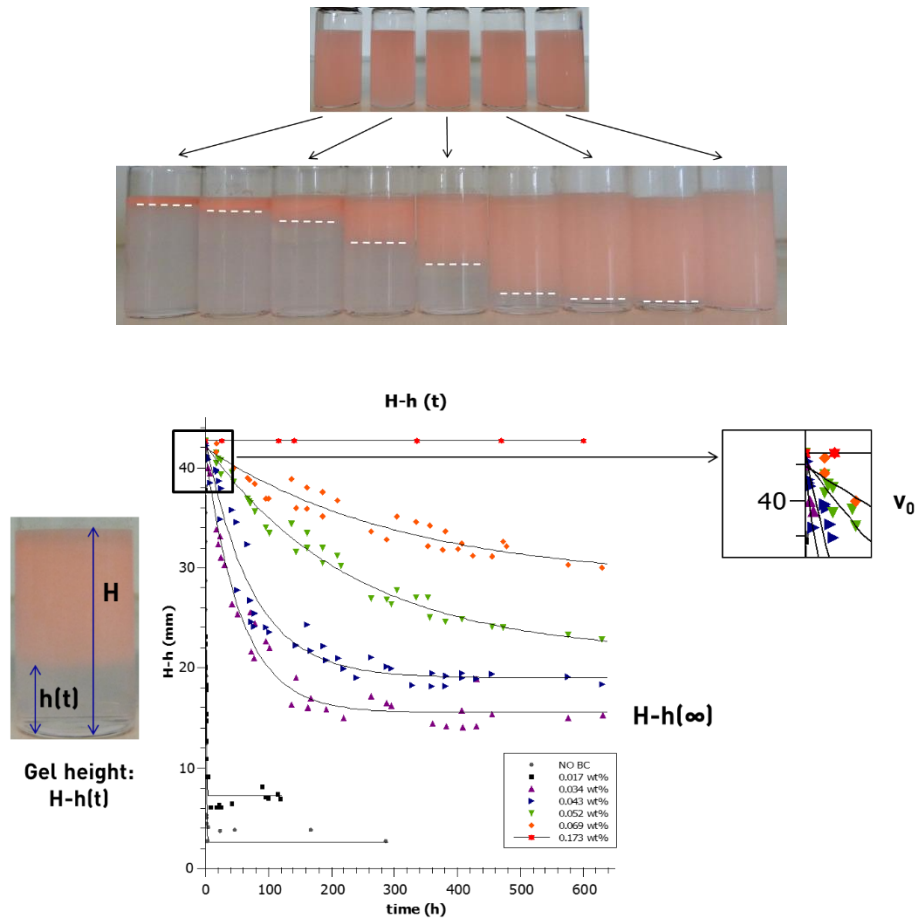 H-h (t)
40
30
20
10
0
H-h (mm)
0
100
200
300
400
500
600
time (h)
NO BC
0.017 wt%
0.034 wt%
0.043 wt%
0.052 wt%
0.069 wt%
0.173 wt%
40
v₀
H
h(t)
Gel height:
H-h(t)
H-h(∞)